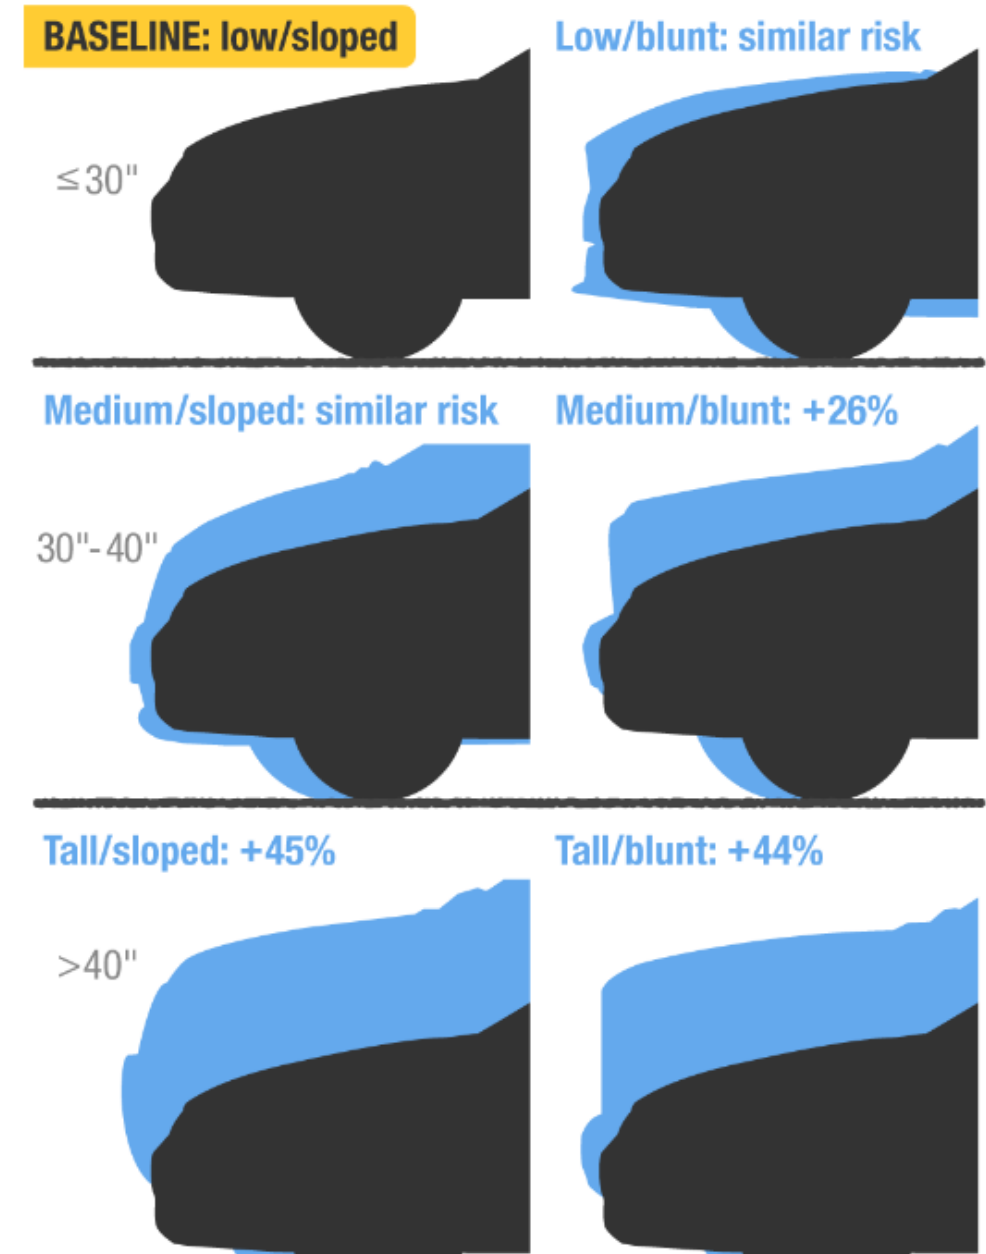 BASELINE: low/sloped
Low/blunt: similar risk
≤30"
Medium/sloped: similar risk
Medium/blunt: +26%
30"-40"
Tall/sloped: +45%
Tall/blunt: +44%
>40"